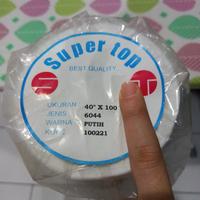 Super top
BEST QUALITY
UKURAN 40" X 100
JENIS 6044
WARNA PUTIH
100221